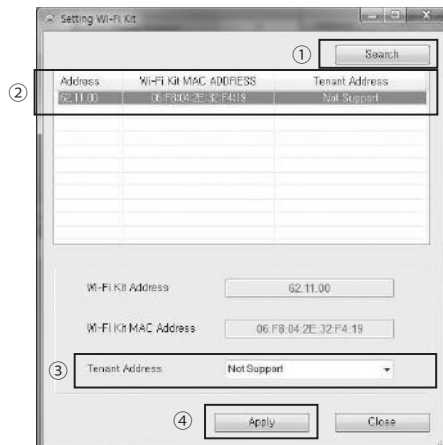 Setting Wi-Fi Kit
① Search
② Address Wi-Fi Kit MAC ADDRESS Tenant Address
62.11.00 06:F8:04:2E:32:F4:19 Not Support
Wi-Fi Kit Address 62.11.00
Wi-Fi Kit MAC Address 06:F8:04:2E:32:F4:19
③ Tenant Address Not Support
④ Apply Close